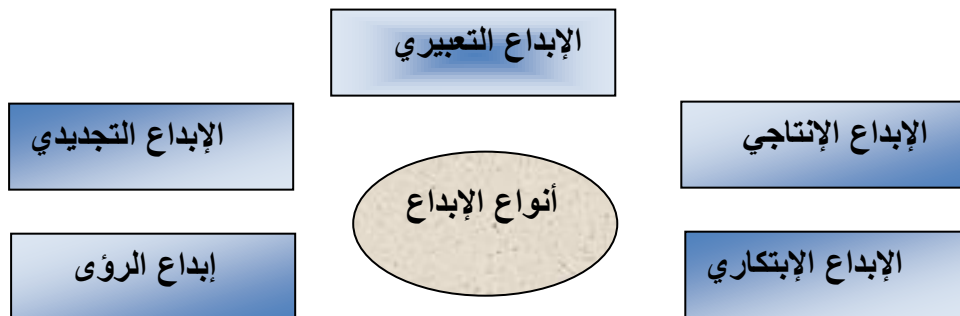 الإبداع التعبيري
الإبداع الإنتاجي
الإبداع التجديدي
أنواع الإبداع
الإبداع الإبتكاري
إبداع الرؤى